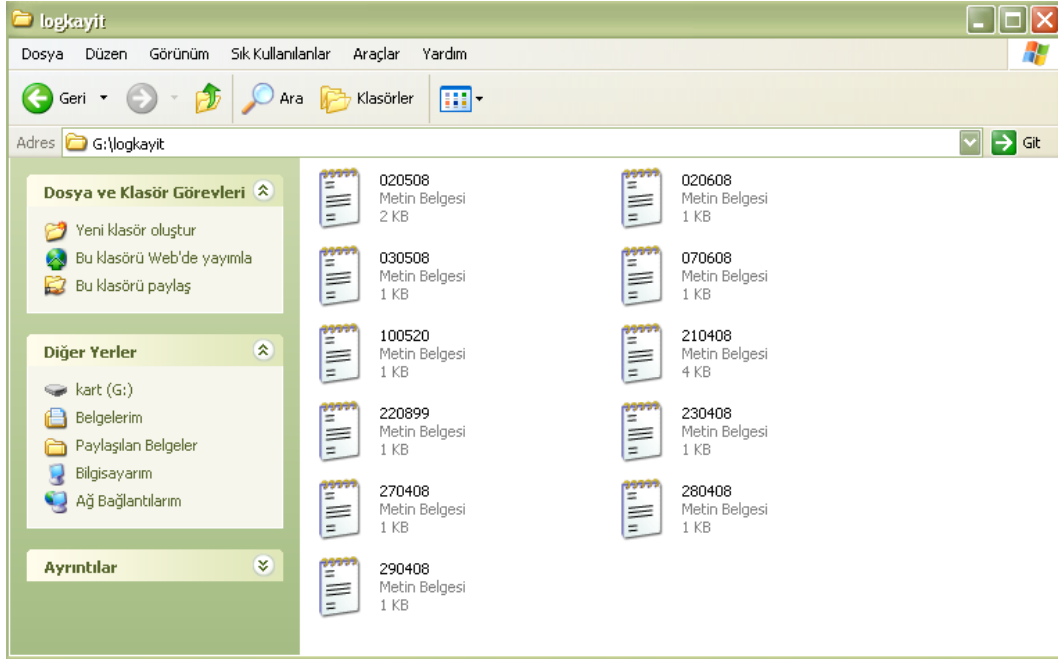 logkayit
Dosya Düzen Görünüm Sık Kullanılanlar Araçlar Yardım
Geri Ara Klasörler
Adres G:\logkayit Git
Dosya ve Klasör Görevleri
Yeni klasör oluştur
Bu klasörü Web'de yayımla
Bu klasörü paylaş
Diğer Yerler
kart (G:)
Belgelerim
Paylaşılan Belgeler
Bilgisayarım
Ağ Bağlantılarım
Ayrıntılar
020508
Metin Belgesi
2 KB
020608
Metin Belgesi
1 KB
030508
Metin Belgesi
1 KB
070608
Metin Belgesi
1 KB
100520
Metin Belgesi
1 KB
210408
Metin Belgesi
4 KB
220899
Metin Belgesi
1 KB
230408
Metin Belgesi
1 KB
270408
Metin Belgesi
1 KB
280408
Metin Belgesi
1 KB
290408
Metin Belgesi
1 KB